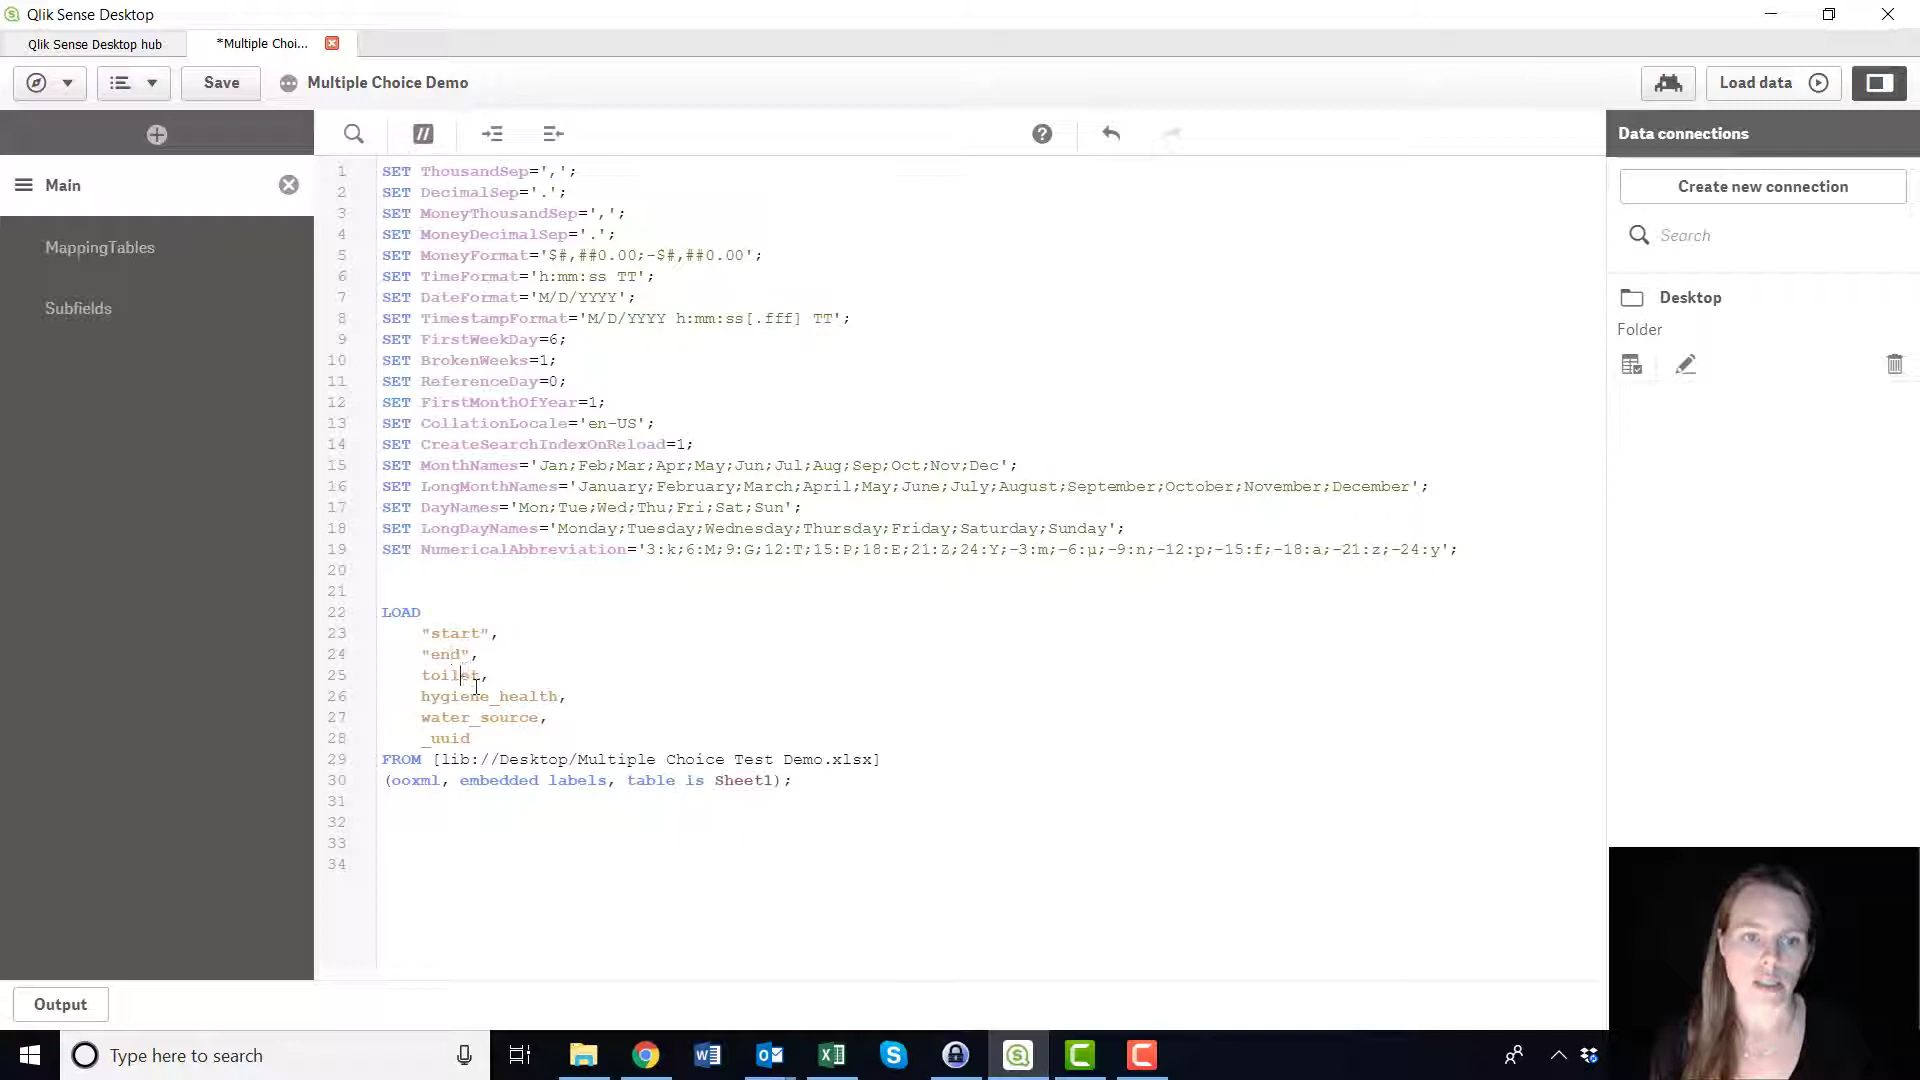 Qlik Sense Desktop
Qlik Sense Desktop hub
*Multiple Choi...
Save
Multiple Choice Demo
Load data
Main
MappingTables
Subfields
1 SET ThousandSep=',';
2 SET DecimalSep='.';
3 SET MoneyThousandSep=',';
4 SET MoneyDecimalSep='.';
5 SET MoneyFormat='$#,##0.00;-$#,##0.00';
6 SET TimeFormat='h:mm:ss TT';
7 SET DateFormat='M/D/YYYY';
8 SET TimestampFormat='M/D/YYYY h:mm:ss[.fff] TT';
9 SET FirstWeekDay=6;
10 SET BrokenWeeks=1;
11 SET ReferenceDay=0;
12 SET FirstMonthOfYear=1;
13 SET CollationLocale='en-US';
14 SET CreateSearchIndexOnReload=1;
15 SET MonthNames='Jan;Feb;Mar;Apr;May;Jun;Jul;Aug;Sep;Oct;Nov;Dec';
16 SET LongMonthNames='January;February;March;April;May;June;July;August;September;October;November;December';
17 SET DayNames='Mon;Tue;Wed;Thu;Fri;Sat;Sun';
18 SET LongDayNames='Monday;Tuesday;Wednesday;Thursday;Friday;Saturday;Sunday';
19 SET NumericalAbbreviation='3:k;6:M;9:G;12:T;15:P;18:E;21:Z;24:Y;-3:m;-6:μ;-9:n;-12:p;-15:f;-18:a;-21:z;-24:y';
20
21
22 LOAD
23 "start",
24 "end",
25 toilet,
26 hygiene_health,
27 water_source,
28 _uuid
29 FROM [lib://Desktop/Multiple Choice Test Demo.xlsx]
30 (ooxml, embedded labels, table is Sheet1);
31
32
33
34
Data connections
Create new connection
Search
Desktop
Folder
Output
Type here to search